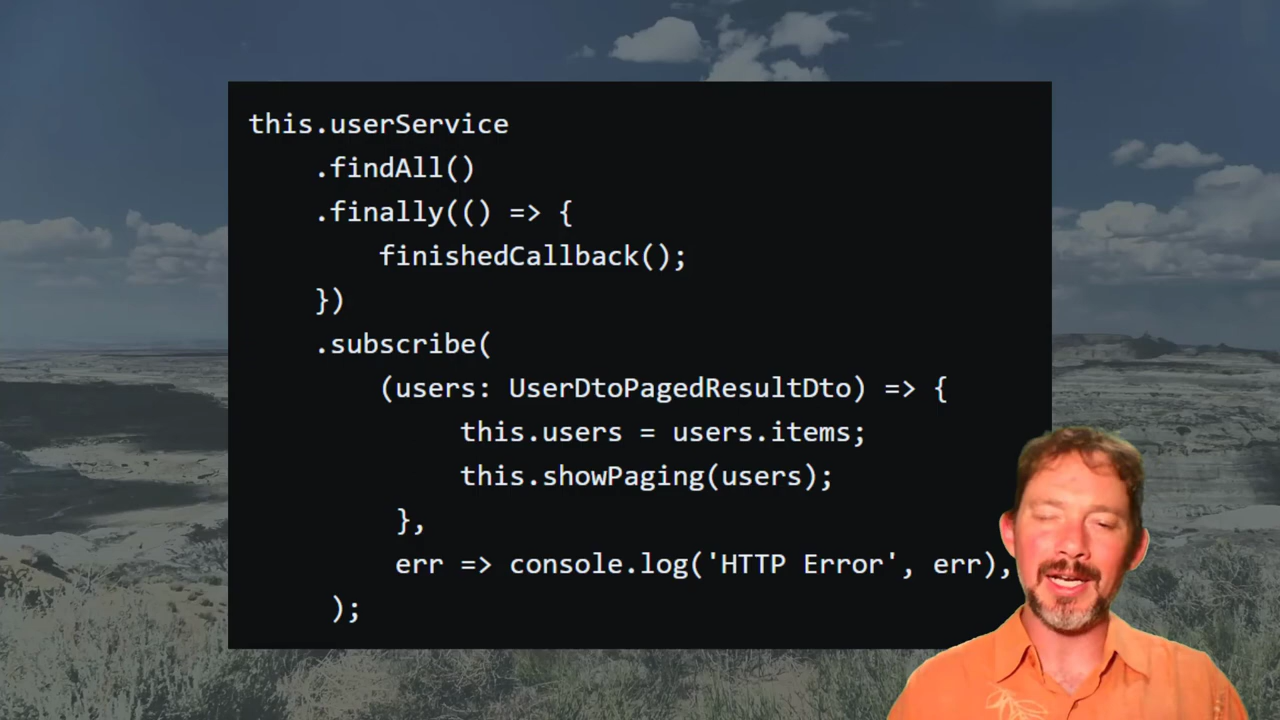 this.userService
.findAll()
.finally(() => {
finishedCallback();
})
.subscribe(
(users: UserDtoPagedResultDto) => {
this.users = users.items;
this.showPaging(users);
},
err => console.log('HTTP Error', err),
);